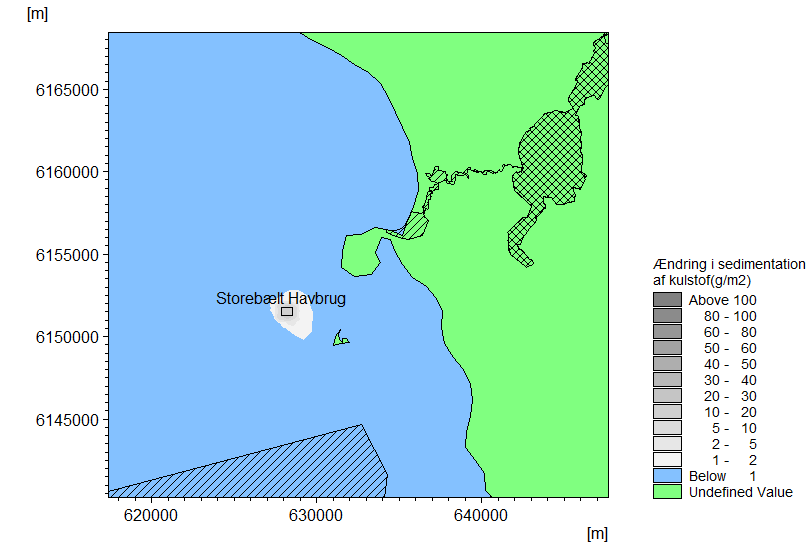 [m]
6165000
6160000
6155000
6150000
6145000
Storebælt Havbrug
620000
630000
640000
[m]
Ændring i sedimentation
af kulstof(g/m2)
Above 100
80 - 100
60 - 80
50 - 60
40 - 50
30 - 40
20 - 30
10 - 20
5 - 10
2 - 5
1 - 2
Below 1
Undefined Value